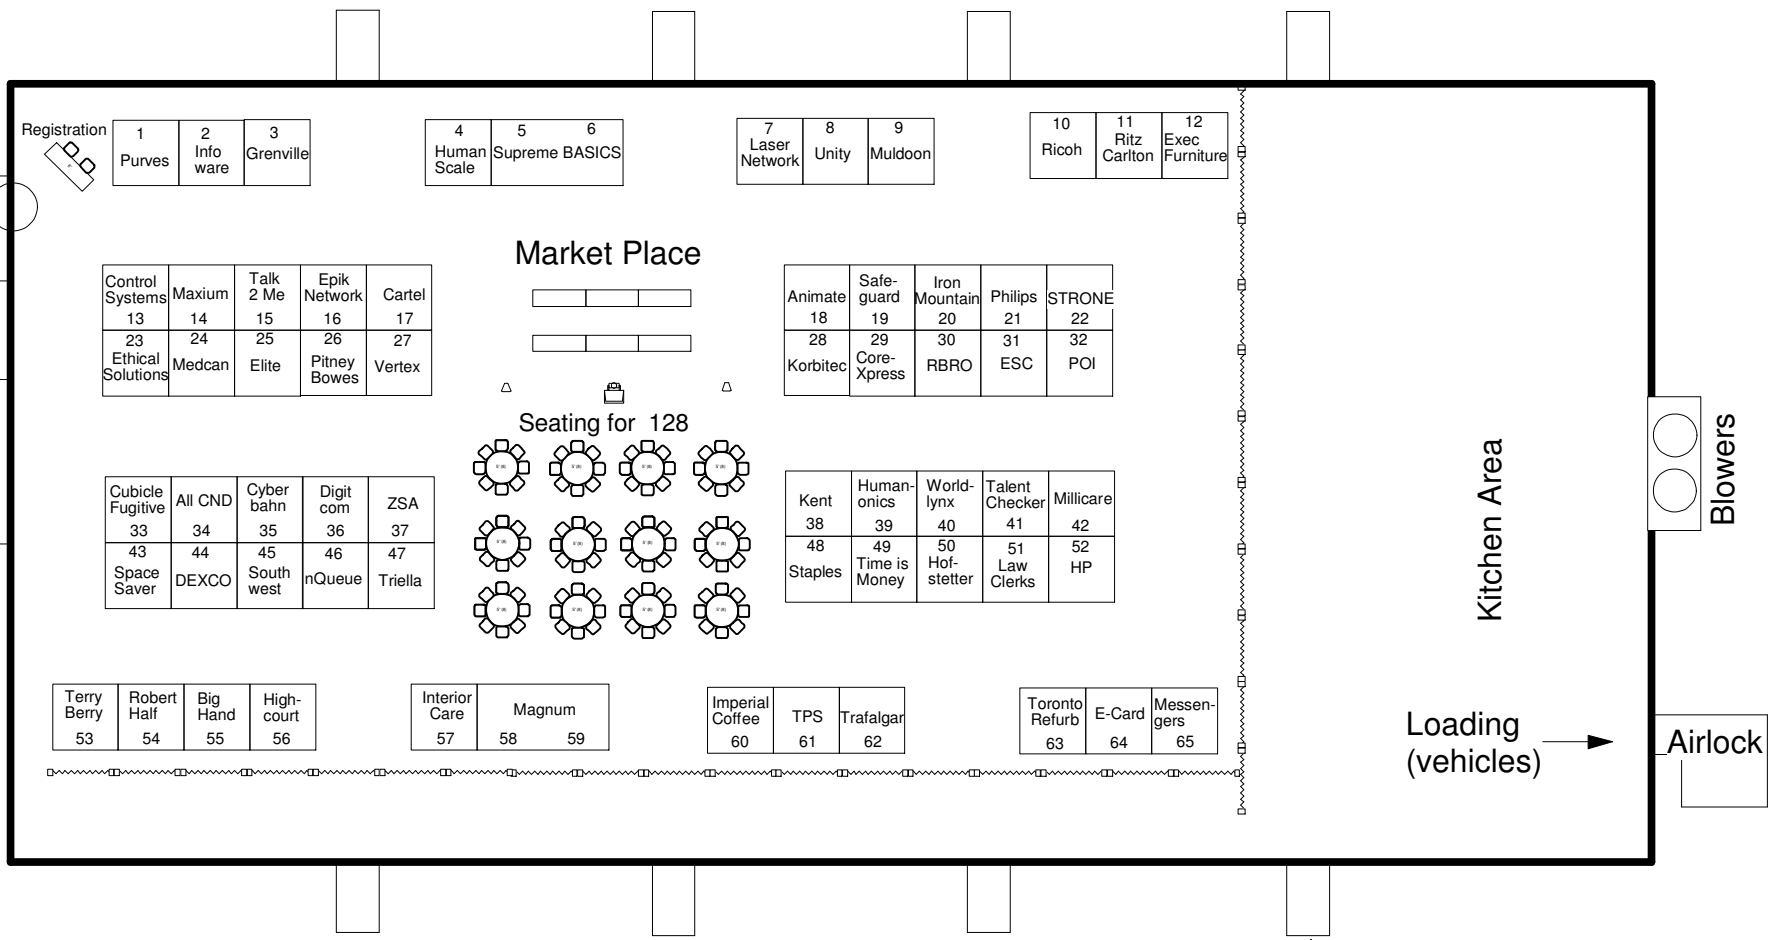 Registration
1
Purves
2
Info
ware
3
Grenville
4
Human
Scale
5 6
Supreme BASICS
7
Laser
Network
8
Unity
9
Muldoon
10
Ricoh
11
Ritz
Carlton
12
Exec
Furniture
Market Place
Control
Systems
13
Maxium
14
Talk
2 Me
15
Epik
Network
16
Cartel
17
23
Ethical
Solutions
24
Medcan
25
Elite
26
Pitney
Bowes
27
Vertex
Animate
18
Safe-
guard
19
Iron
Mountain
20
Philips
21
STRONE
22
28
Korbitec
29
Core-
Xpress
30
RBRO
31
ESC
32
POI
Seating for 128
Cubicle
Fugitive
33
All CND
34
Cyber
bahn
35
Digit
com
36
ZSA
37
43
Space
Saver
44
DEXCO
45
South
west
46
nQueue
47
Triella
Kent
38
Human-
onics
39
World-
lynx
40
Talent
Checker
41
Millicare
42
48
Staples
49
Time is
Money
50
Hof-
stetter
51
Law
Clerks
52
HP
Kitchen Area
Blowers
Terry
Berry
53
Robert
Half
54
Big
Hand
55
High-
court
56
Interior
Care
57
Magnum
58 59
Imperial
Coffee
60
TPS
61
Trafalgar
62
Toronto
Refurb
63
E-Card
64
Messen-
gers
65
Loading
(vehicles)
Airlock